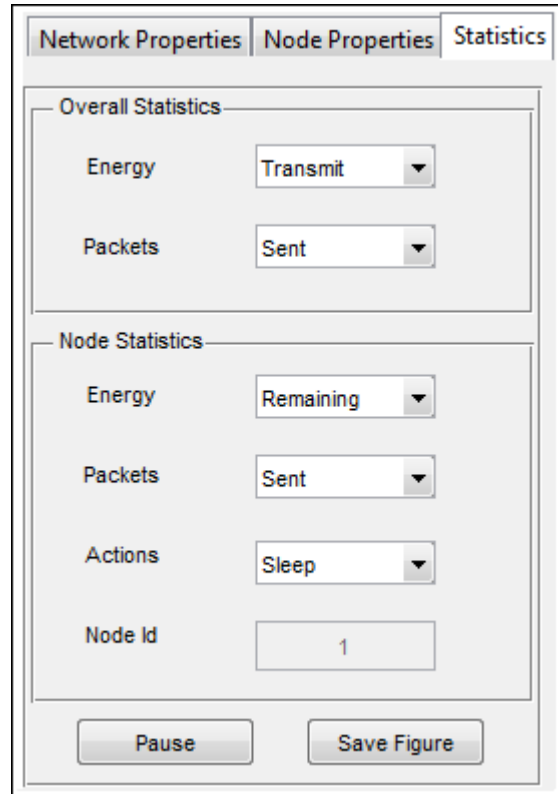 Network Properties Node Properties Statistics
Overall Statistics
Energy Transmit
Packets Sent
Node Statistics
Energy Remaining
Packets Sent
Actions Sleep
Node Id 1
Pause Save Figure